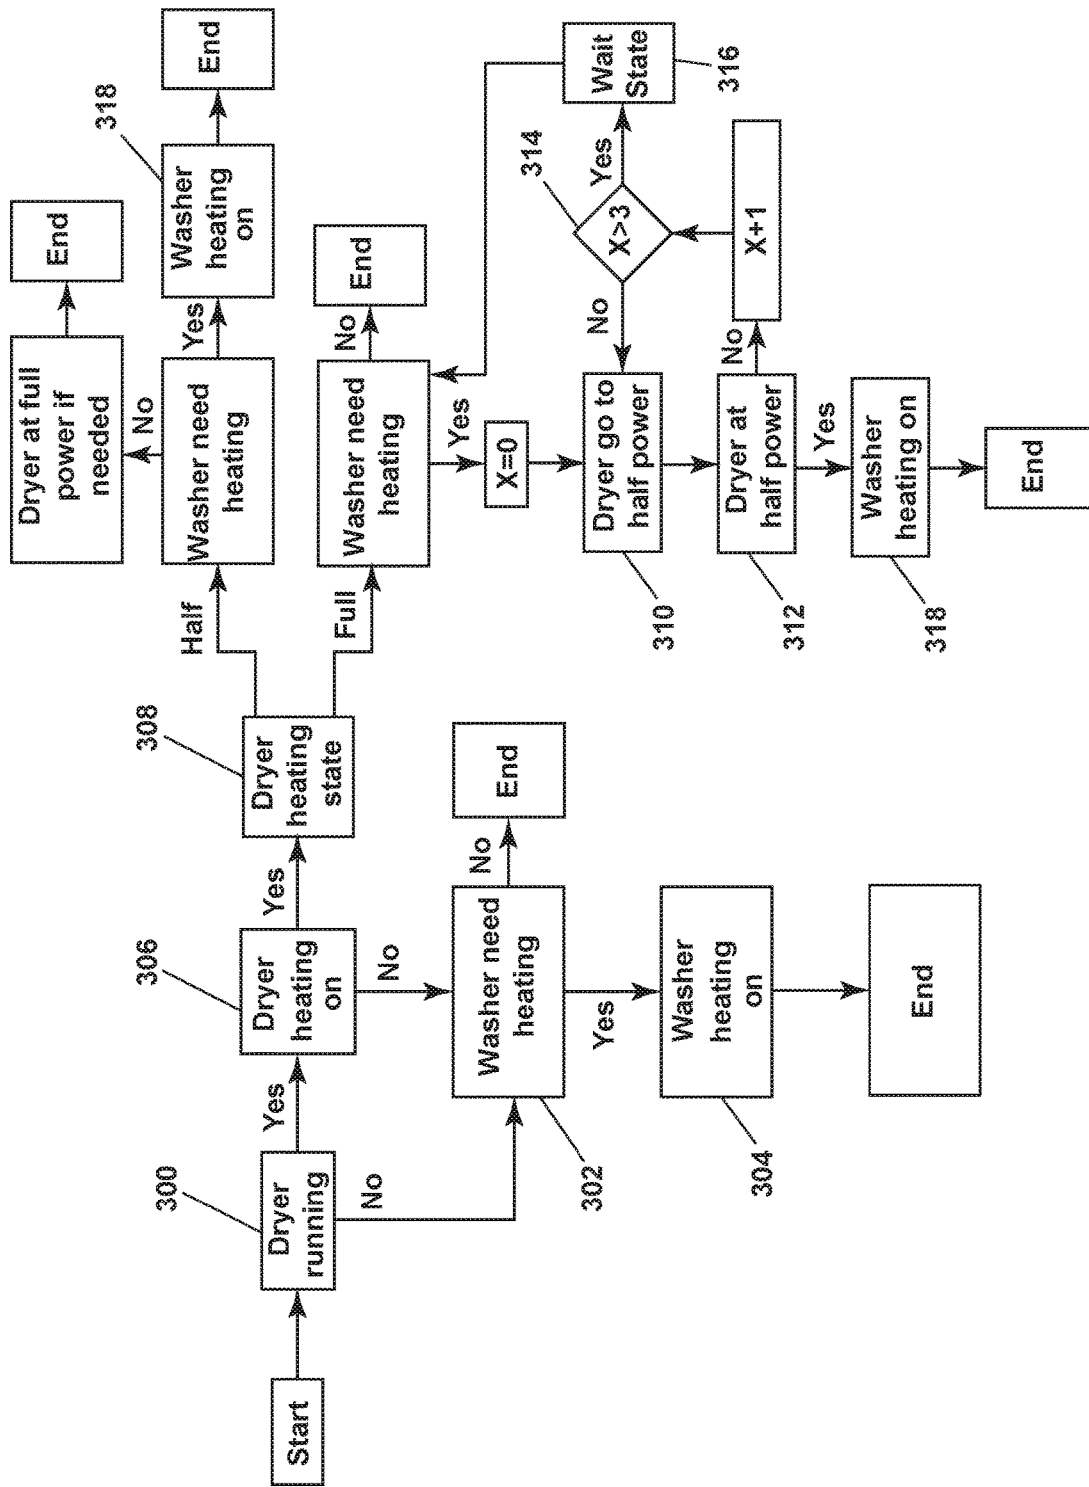 Start
300
Dryer
running
Yes
No
306
Dryer
heating
on
Yes
No
302
Washer need
heating
No
End
Yes
304
Washer
heating
on
End
308
Dryer
heating
state
Half
Full
Washer need
heating
No
Dryer at full
power if
needed
End
Yes
318
Washer
heating
on
End
Washer need
heating
No
End
Yes
X=0
310
Dryer go to
half power
312
Dryer at
half power
No
X+1
314
X>3
No
Yes
Wait
State
316
Yes
318
Washer
heating on
End